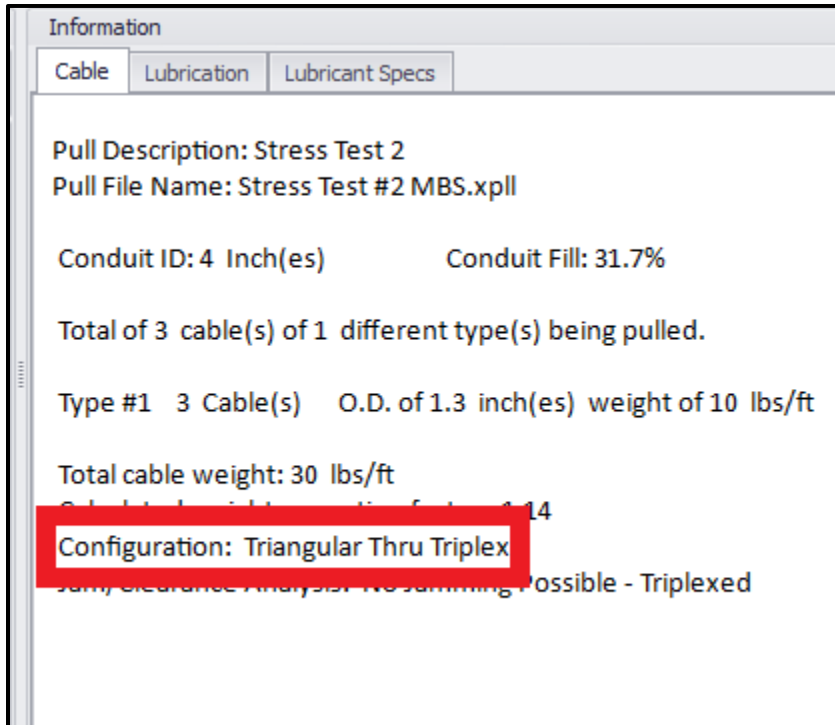 Information
Cable Lubrication Lubricant Specs
Pull Description: Stress Test 2
Pull File Name: Stress Test #2 MBS.xpll
Conduit ID: 4 Inch(es) Conduit Fill: 31.7%
Total of 3 cable(s) of 1 different type(s) being pulled.
Type #1 3 Cable(s) O.D. of 1.3 inch(es) weight of 10 lbs/ft
Total cable weight: 30 lbs/ft
14
Configuration: Triangular Thru Triplex
Possible - Triplexed